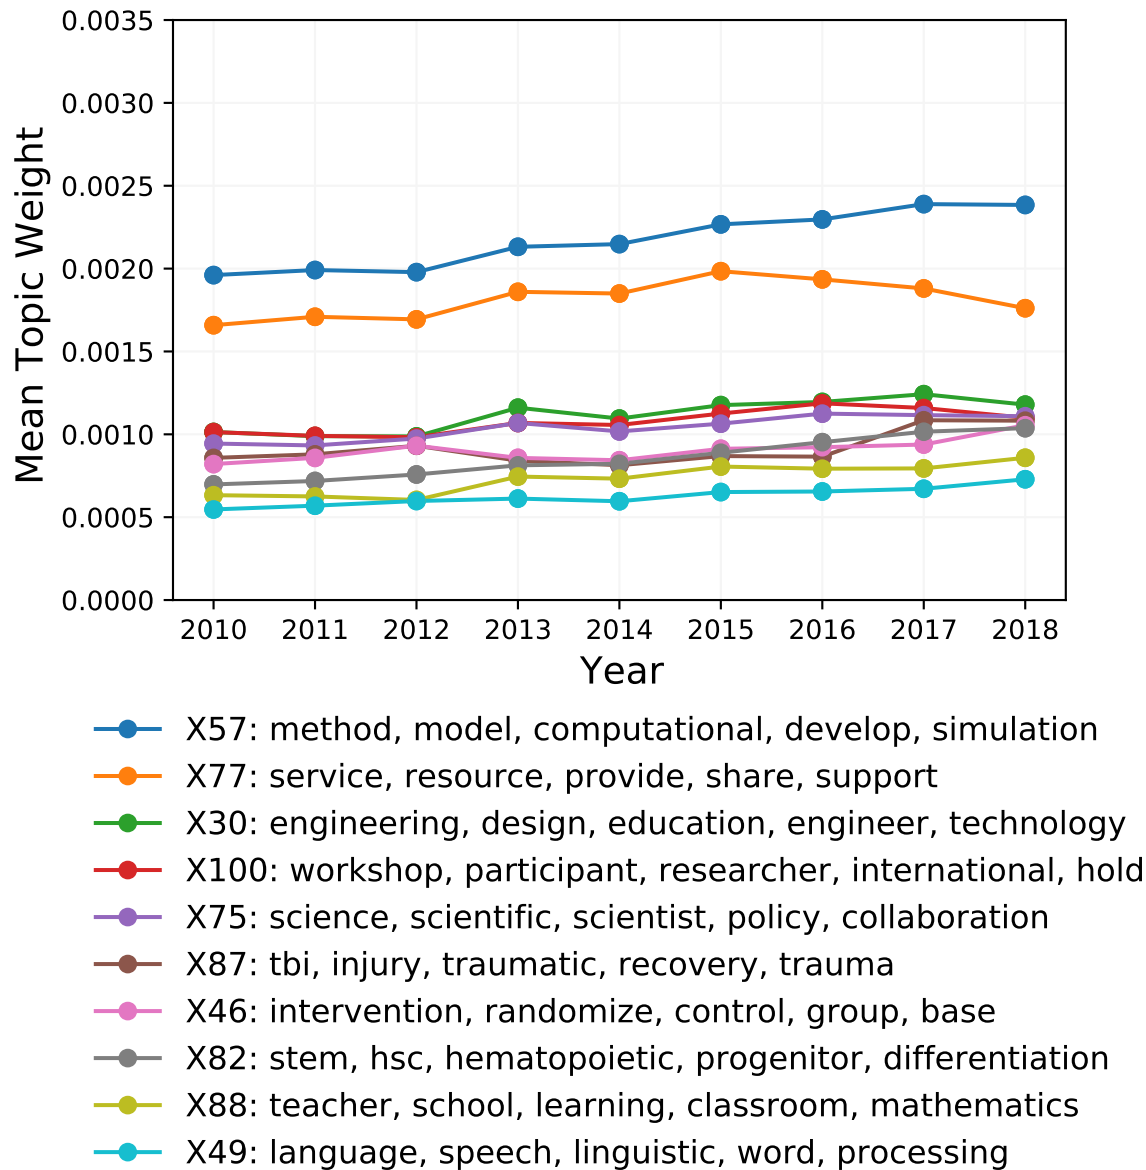 0.0035
0.0030
0.0025
0.0020
0.0015
0.0010
0.0005
0.0000
Mean Topic Weight
2010 2011 2012 2013 2014 2015 2016 2017 2018
Year
X57: method, model, computational, develop, simulation
X77: service, resource, provide, share, support
X30: engineering, design, education, engineer, technology
X100: workshop, participant, researcher, international, hold
X75: science, scientific, scientist, policy, collaboration
X87: tbi, injury, traumatic, recovery, trauma
X46: intervention, randomize, control, group, base
X82: stem, hsc, hematopoietic, progenitor, differentiation
X88: teacher, school, learning, classroom, mathematics
X49: language, speech, linguistic, word, processing